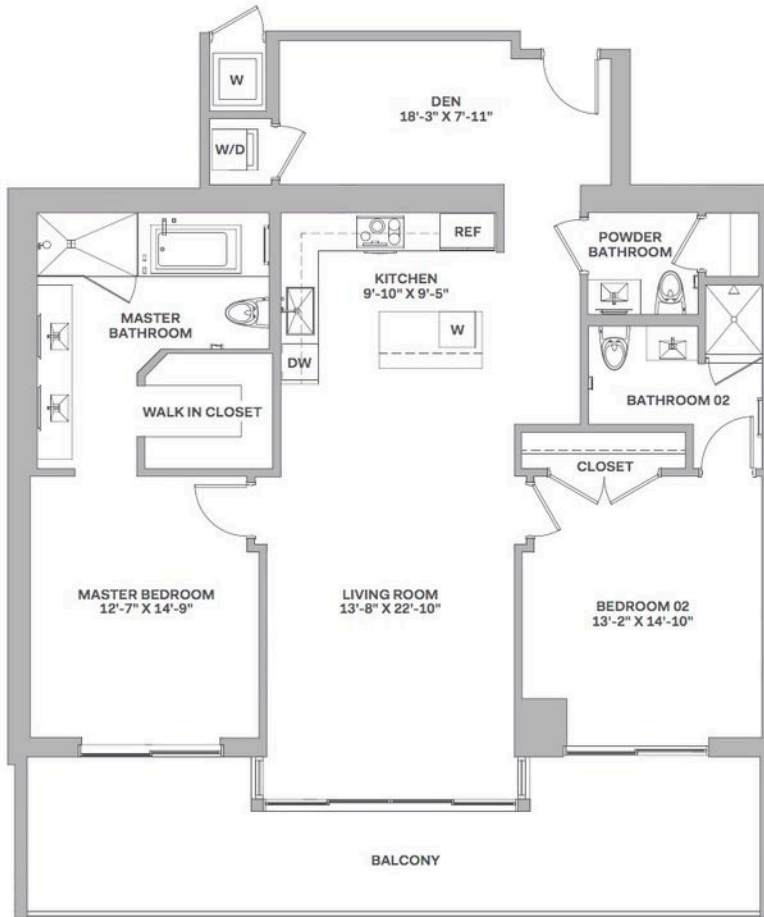 W
DEN
18'-3" X 7'-11"
W/D
REF
KITCHEN
9'-10" X 9'-5"
POWDER
BATHROOM
MASTER
BATHROOM
W
DW
WALK IN CLOSET
BATHROOM 02
CLOSET
MASTER BEDROOM
12'-7" X 14'-9"
LIVING ROOM
13'-8" X 22'-10"
BEDROOM 02
13'-2" X 14'-10"
BALCONY